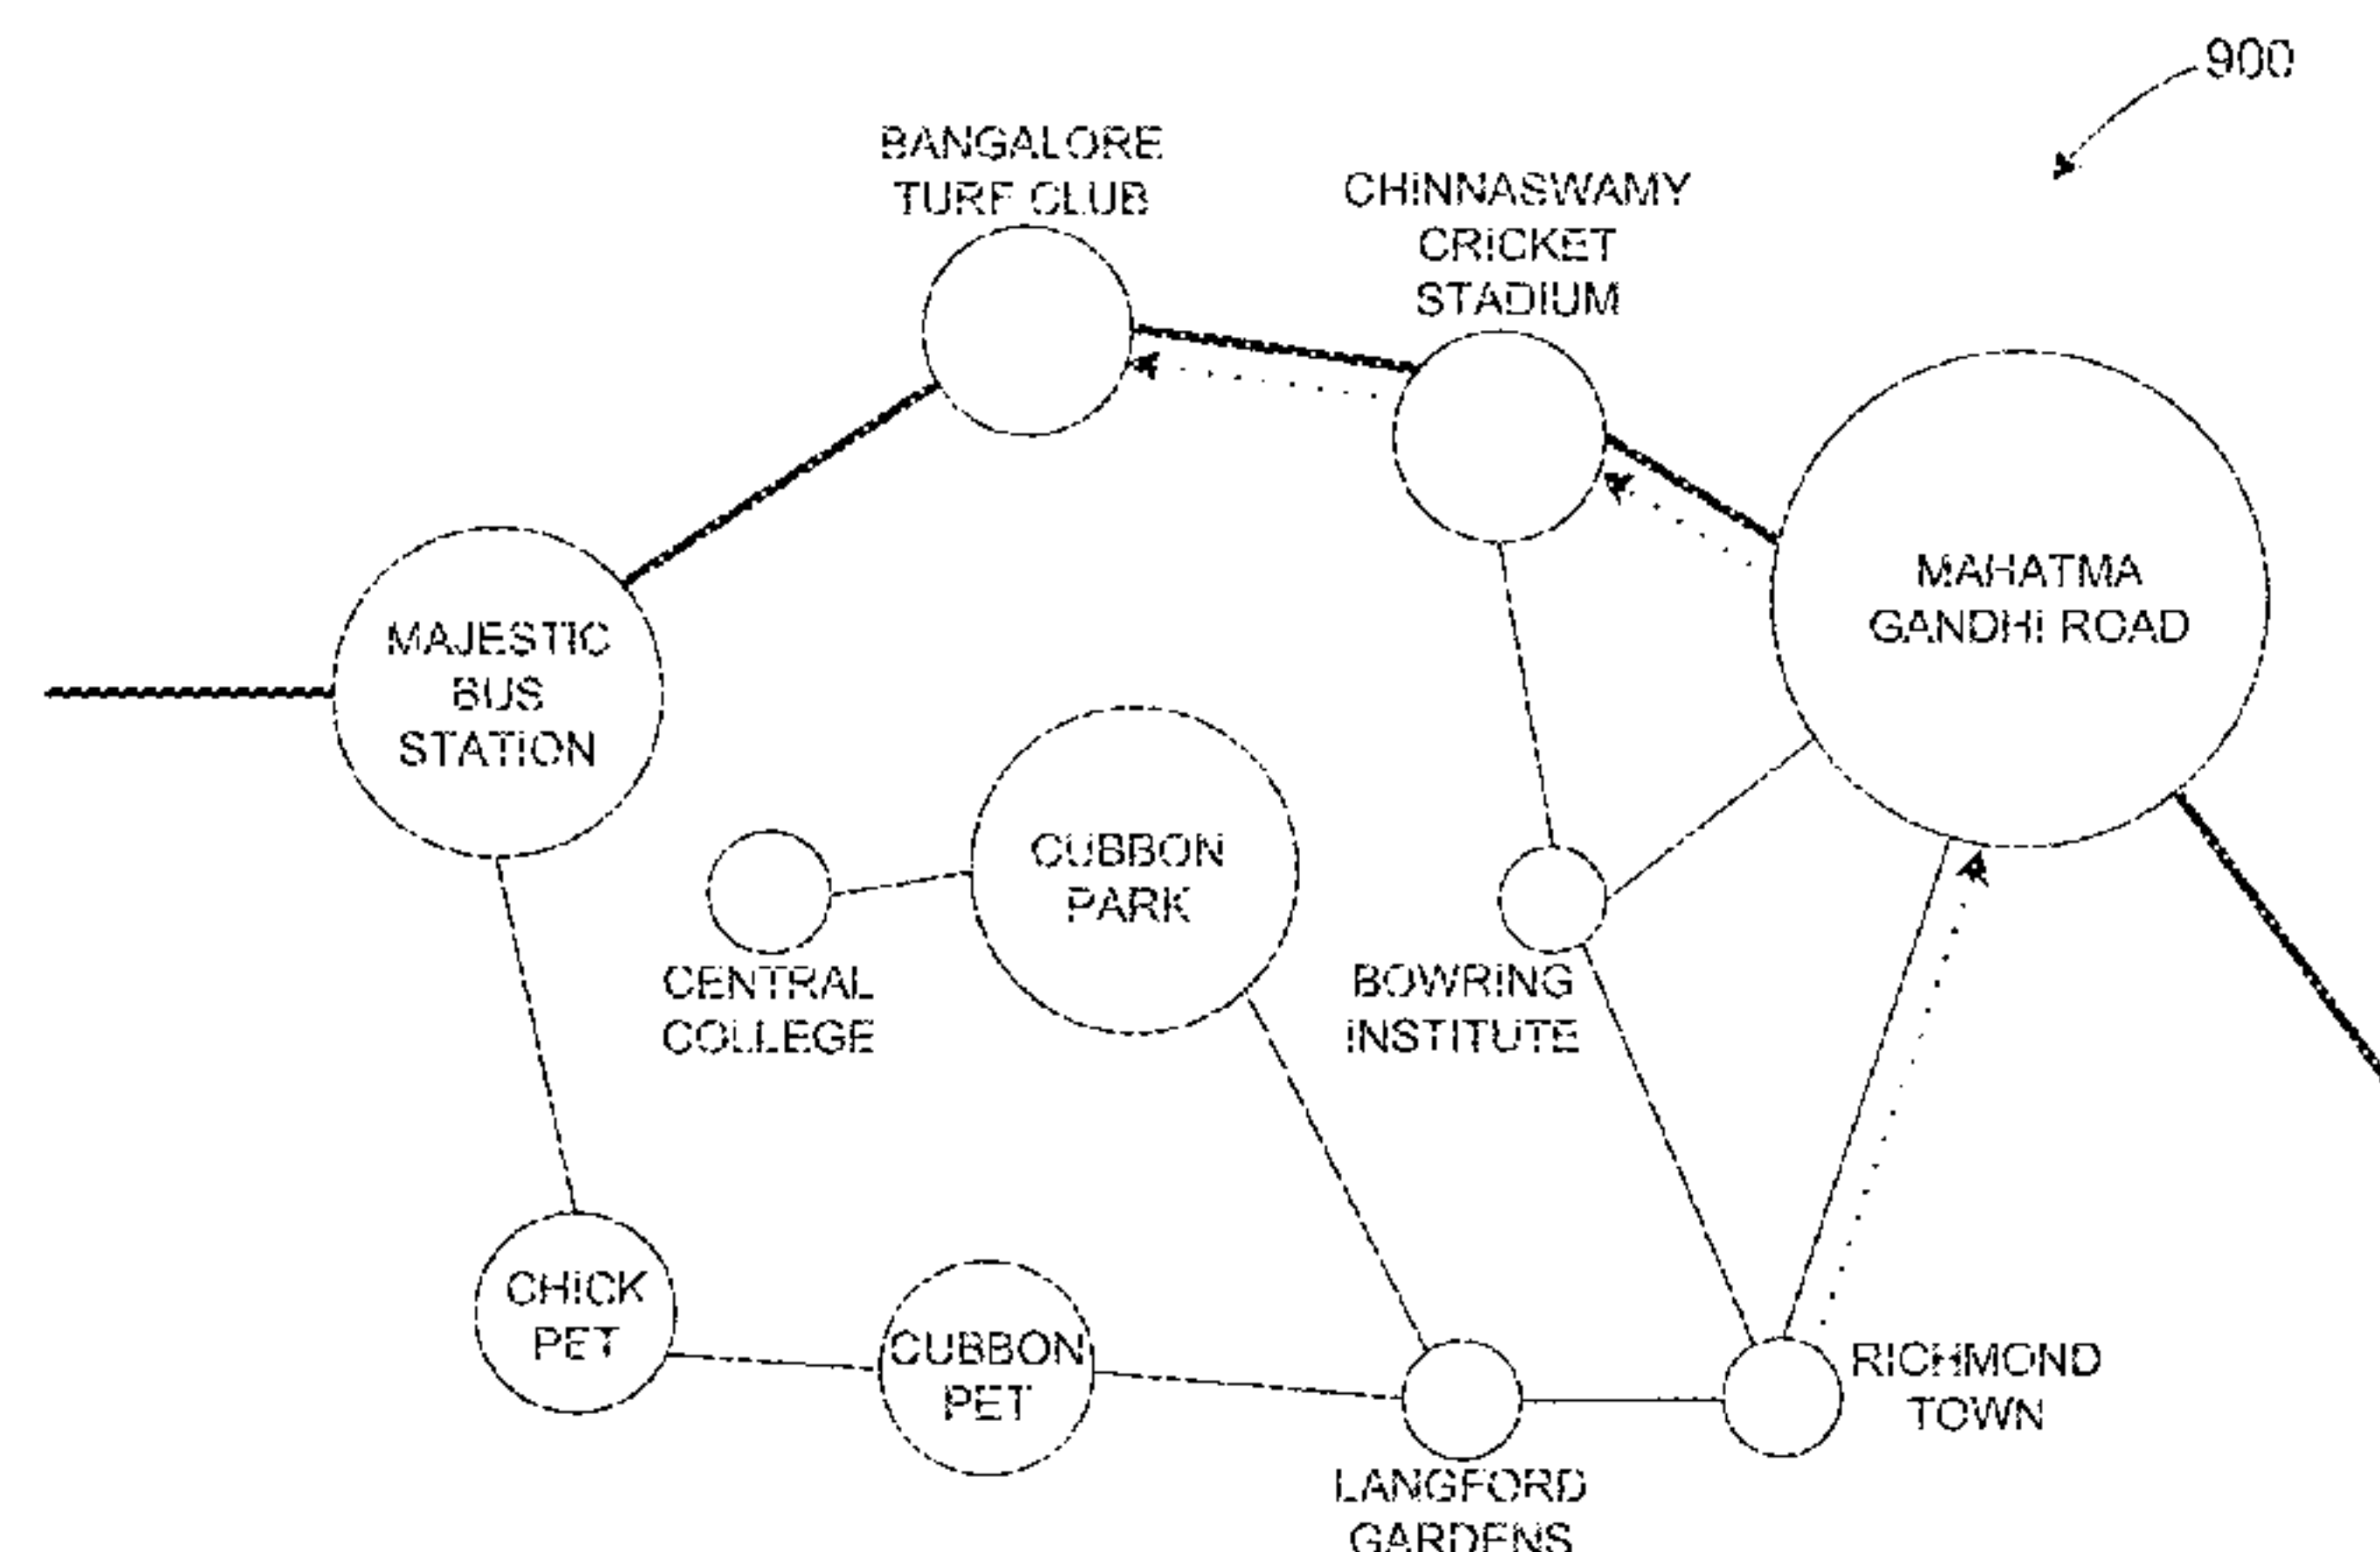 900
BANGALORE
TURF CLUB
CHINNASWAMY
CRICKET
STADIUM
MAHATMA
GANDHI ROAD
MAJESTIC
BUS
STATION
CUBBON
PARK
CENTRAL
COLLEGE
BOWRING
INSTITUTE
CHICK
PET
CUBBON
PET
RICHMOND
TOWN
LANGFORD
GARDENS